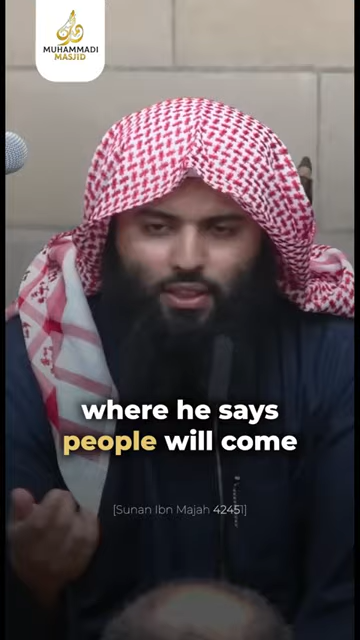 MUHAMMADI
MASJID
where he says
people will come
[Sunan Ibn Majah 4245]